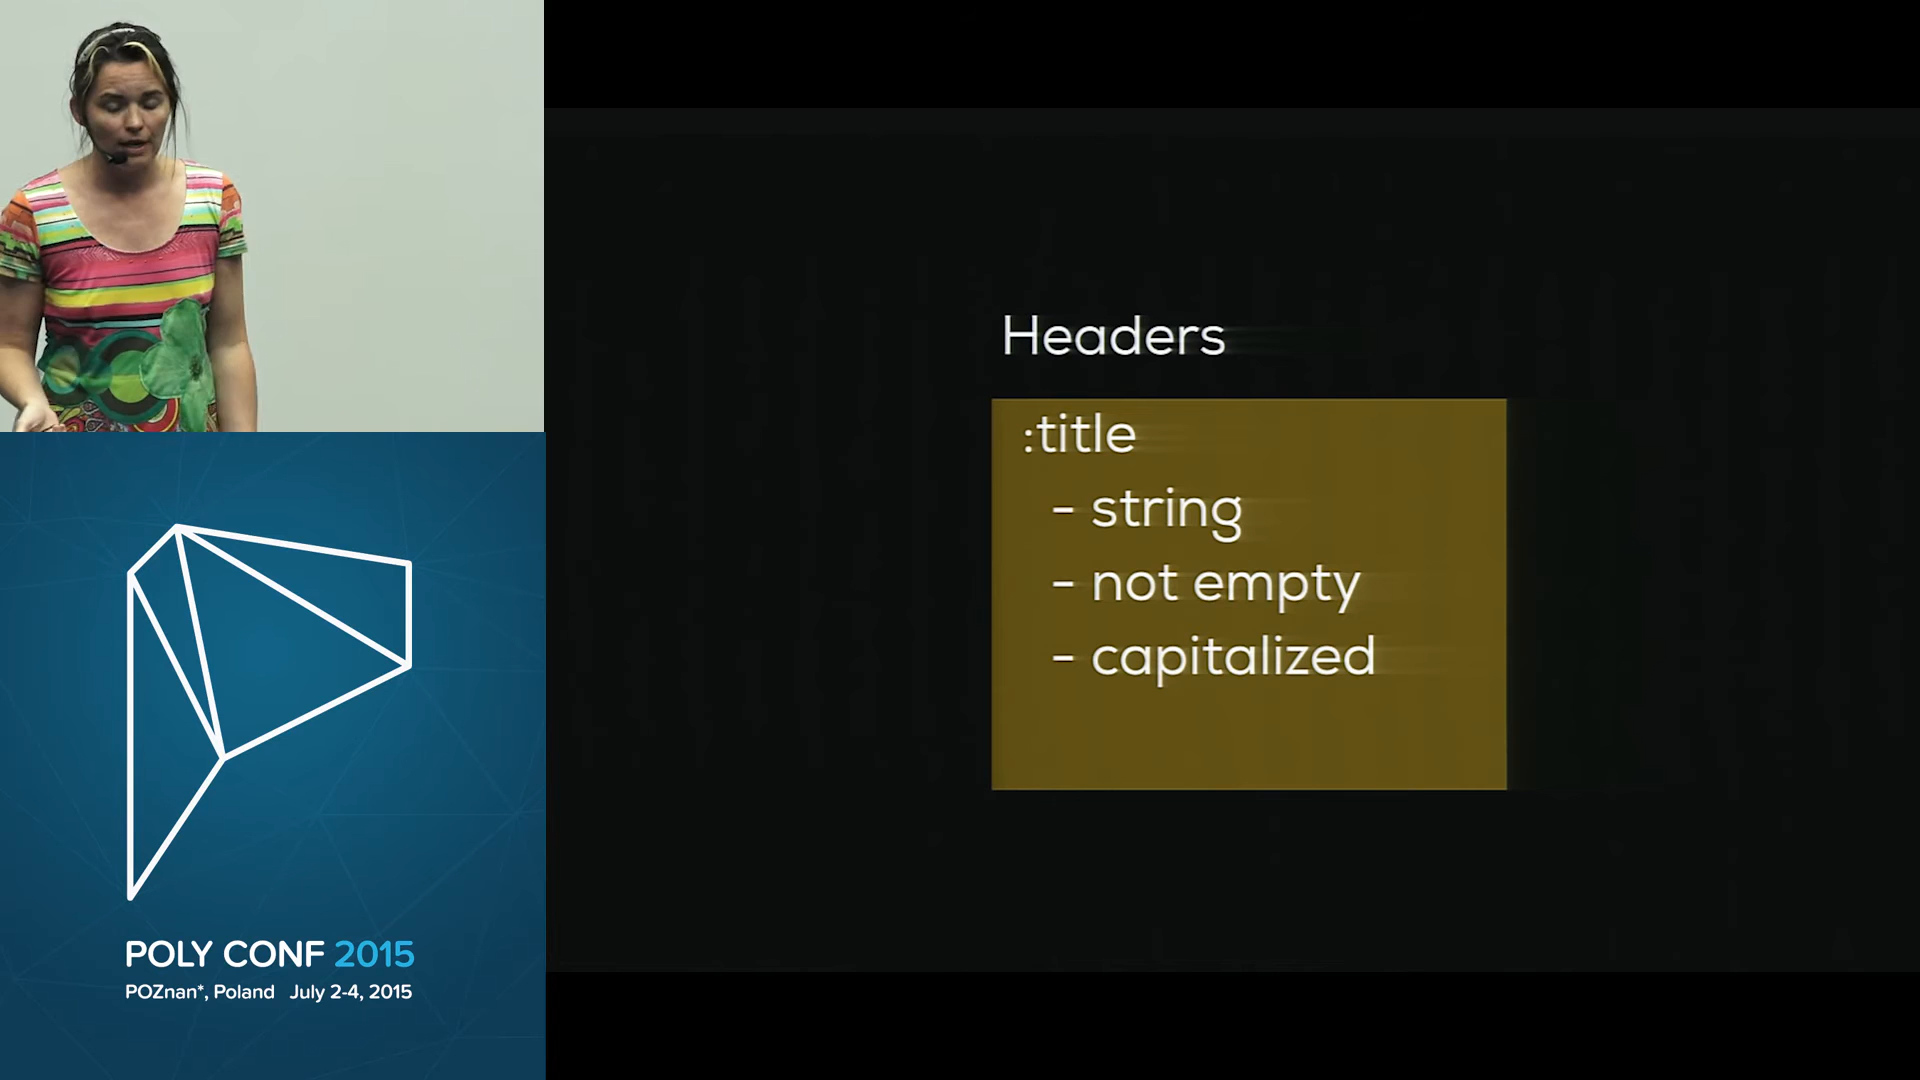 Headers
:title
- string
- not empty
- capitalized
POLY CONF 2015
POZnan*, Poland July 2-4, 2015